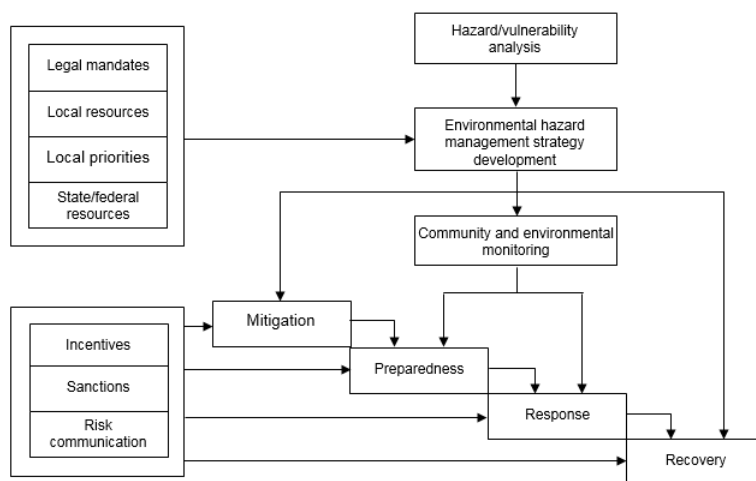 Hazard/vulnerability
analysis
Legal mandates
Local resources
Local priorities
State/federal
resources
Environmental hazard
management strategy
development
Community and environmental
monitoring
Mitigation
Incentives
Sanctions
Risk
communication
Preparedness
Response
Recovery